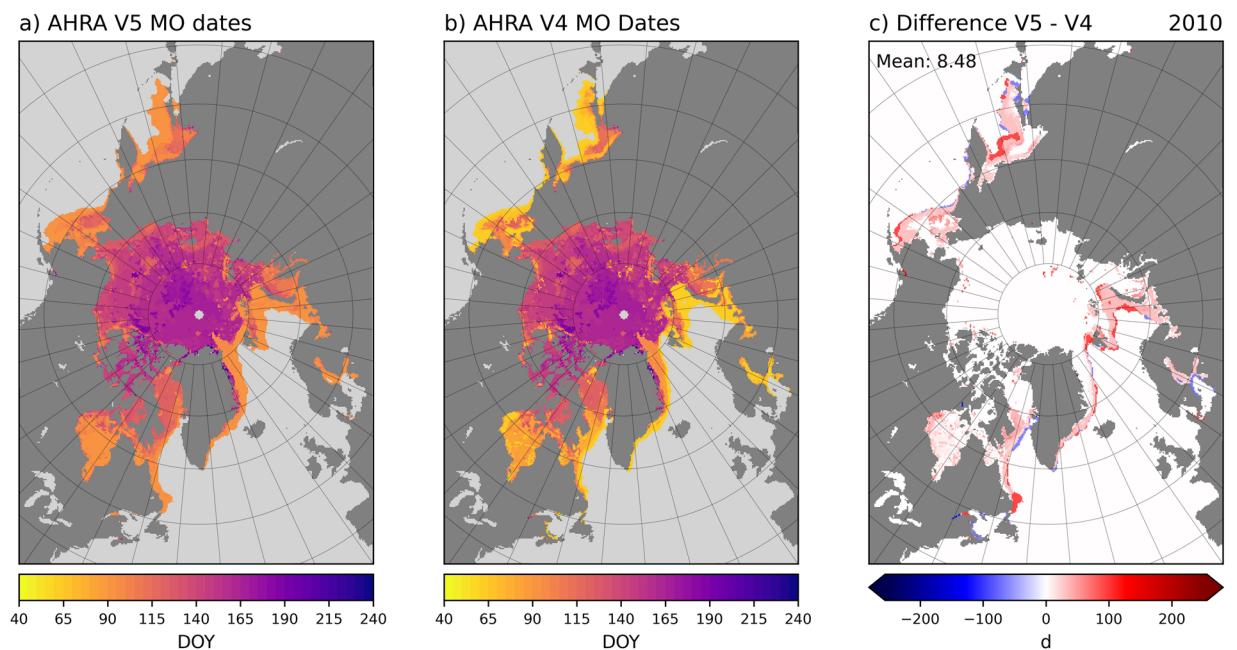 a) AHRA V5 MO dates
b) AHRA V4 MO Dates
c) Difference V5 - V4 2010
Mean: 8.48
40 65 90 115 140 165 190 215 240
DOY
40 65 90 115 140 165 190 215 240
DOY
−200 −100 0 100 200
d